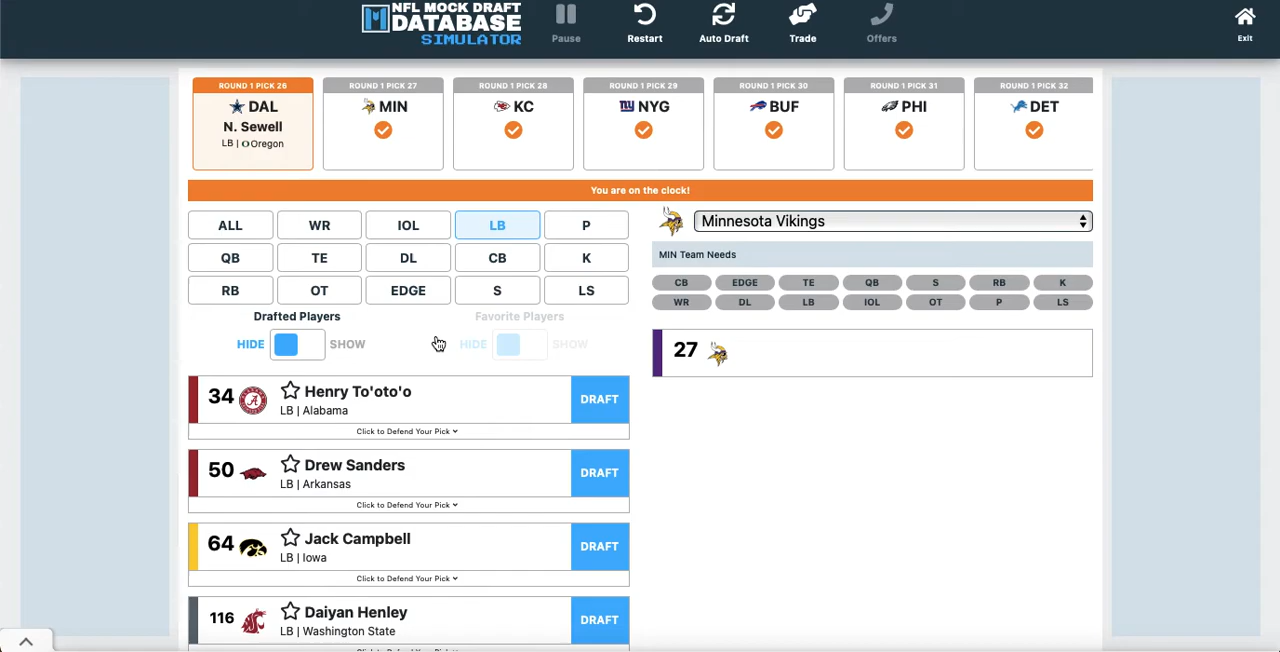 NFL MOCK DRAFT
DATABASE
SIMULATOR
Pause
Restart
Auto Draft
Trade
Offers
Exit
ROUND 1 PICK 26
DAL
N. Sewell
LB | Oregon
ROUND 1 PICK 27
MIN
ROUND 1 PICK 28
KC
ROUND 1 PICK 29
NYG
ROUND 1 PICK 30
BUF
ROUND 1 PICK 31
PHI
ROUND 1 PICK 32
DET
You are on the clock!
ALL WR IOL LB P
QB TE DL CB K
RB OT EDGE S LS
Drafted Players
HIDE SHOW
Favorite Players
HIDE SHOW
34 Henry To'oto'o
LB | Alabama
DRAFT
Click to Defend Your Pick
50 Drew Sanders
LB | Arkansas
DRAFT
Click to Defend Your Pick
64 Jack Campbell
LB | Iowa
DRAFT
Click to Defend Your Pick
116 Daiyan Henley
LB | Washington State
DRAFT
Minnesota Vikings
MIN Team Needs
CB EDGE TE QB S RB K
WR DL LB IOL OT P LS
27